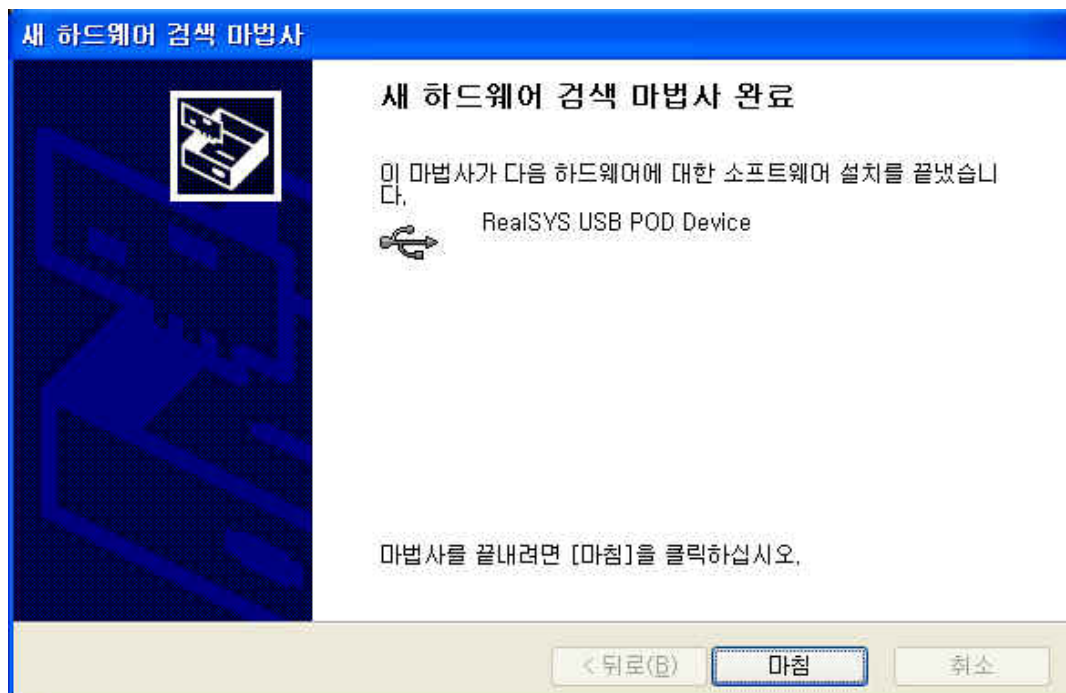 새 하드웨어 검색 마법사
새 하드웨어 검색 마법사 완료
이 마법사가 다음 하드웨어에 대한 소프트웨어 설치를 끝냈습니
다.
RealSYS USB POD Device
마법사를 끝내려면 [마침]을 클릭하십시오.
< 뒤로(B)
마침
취소